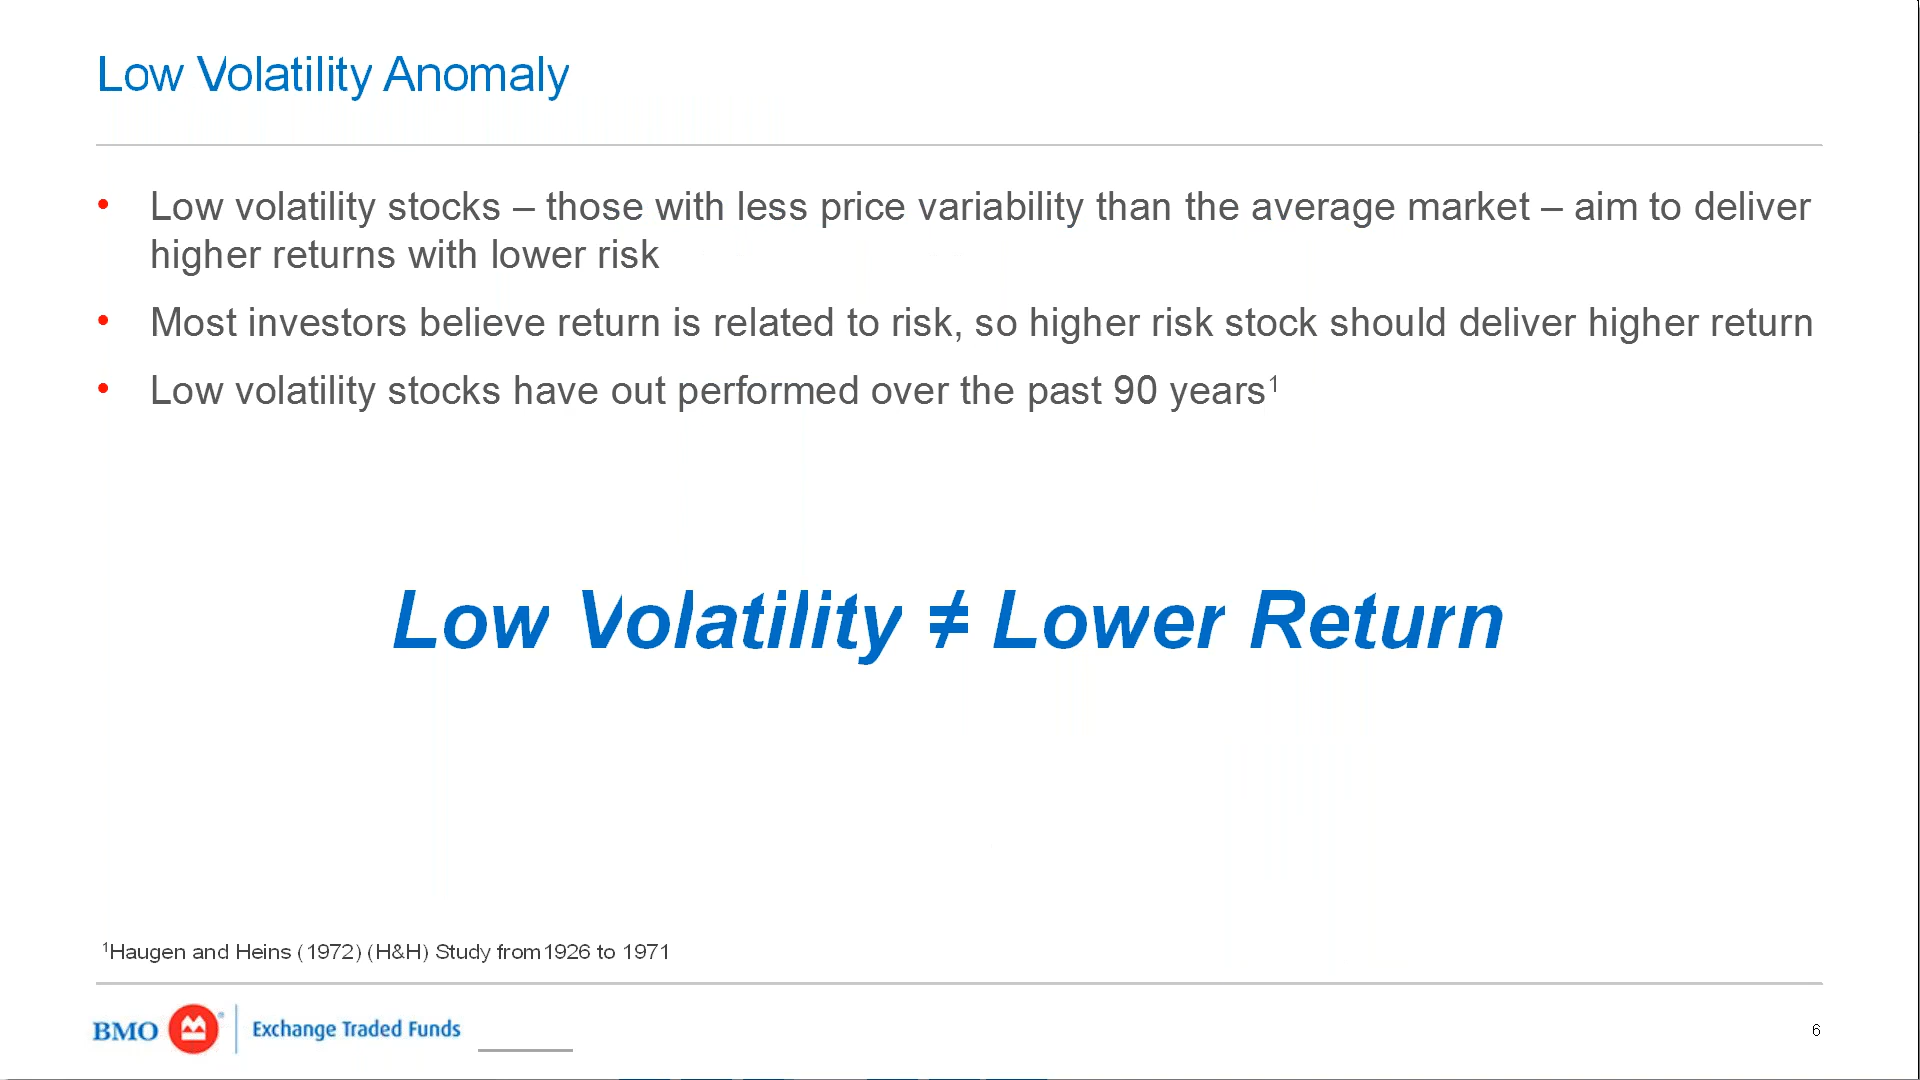 Low Volatility Anomaly
• Low volatility stocks – those with less price variability than the average market – aim to deliver
higher returns with lower risk
• Most investors believe return is related to risk, so higher risk stock should deliver higher return
• Low volatility stocks have out performed over the past 90 years¹
Low Volatility ≠ Lower Return
¹Haugen and Heins (1972) (H&H) Study from1926 to 1971
BMO Exchange Traded Funds
6